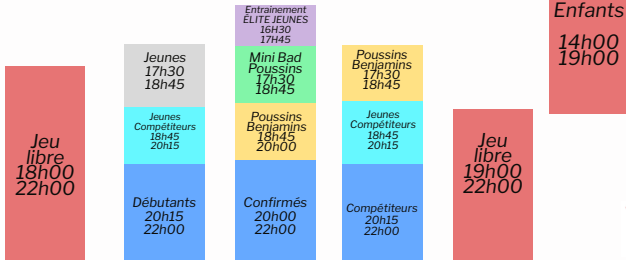 Jeu
libre
18h00
22h00
Jeunes
17h30
18h45
Jeunes
Compétiteurs
18h45
20h15
Débutants
20h15
22h00
Entrainement
ÉLITE JEUNES
16H30
17H45
Mini Bad
Poussins
17h30
18h45
Poussins
Benjamins
18h45
20h00
Confirmés
20h00
22h00
Poussins
Benjamins
17h30
18h45
Jeunes
Compétiteurs
18h45
20h15
Compétiteurs
20h15
22h00
Jeu
libre
19h00
22h00
Enfants
14h00
19h00